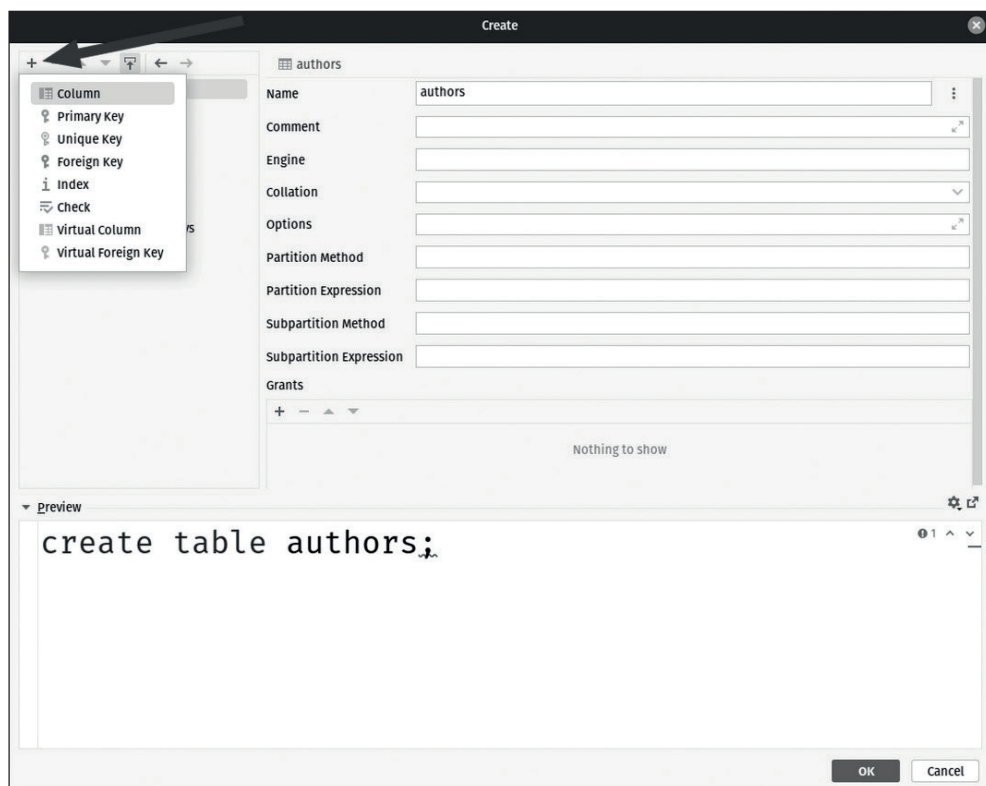 Create
authors
Column
Primary Key
Unique Key
Foreign Key
Index
Check
Virtual Column
Virtual Foreign Key
ys
Name
authors
Comment
Engine
Collation
Options
Partition Method
Partition Expression
Subpartition Method
Subpartition Expression
Grants
Nothing to show
Preview
create table authors;
1
OK
Cancel